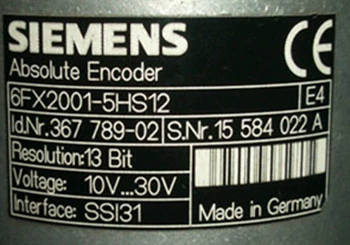 SIEMENS CE
Absolute Encoder
6FX2001-5HS12 E4
Id.Nr.367 789-02 S.Nr.15 584 022 A
Resolution:13 Bit
Voltage: 10V...30V
Interface: SSI31 Made in Germany